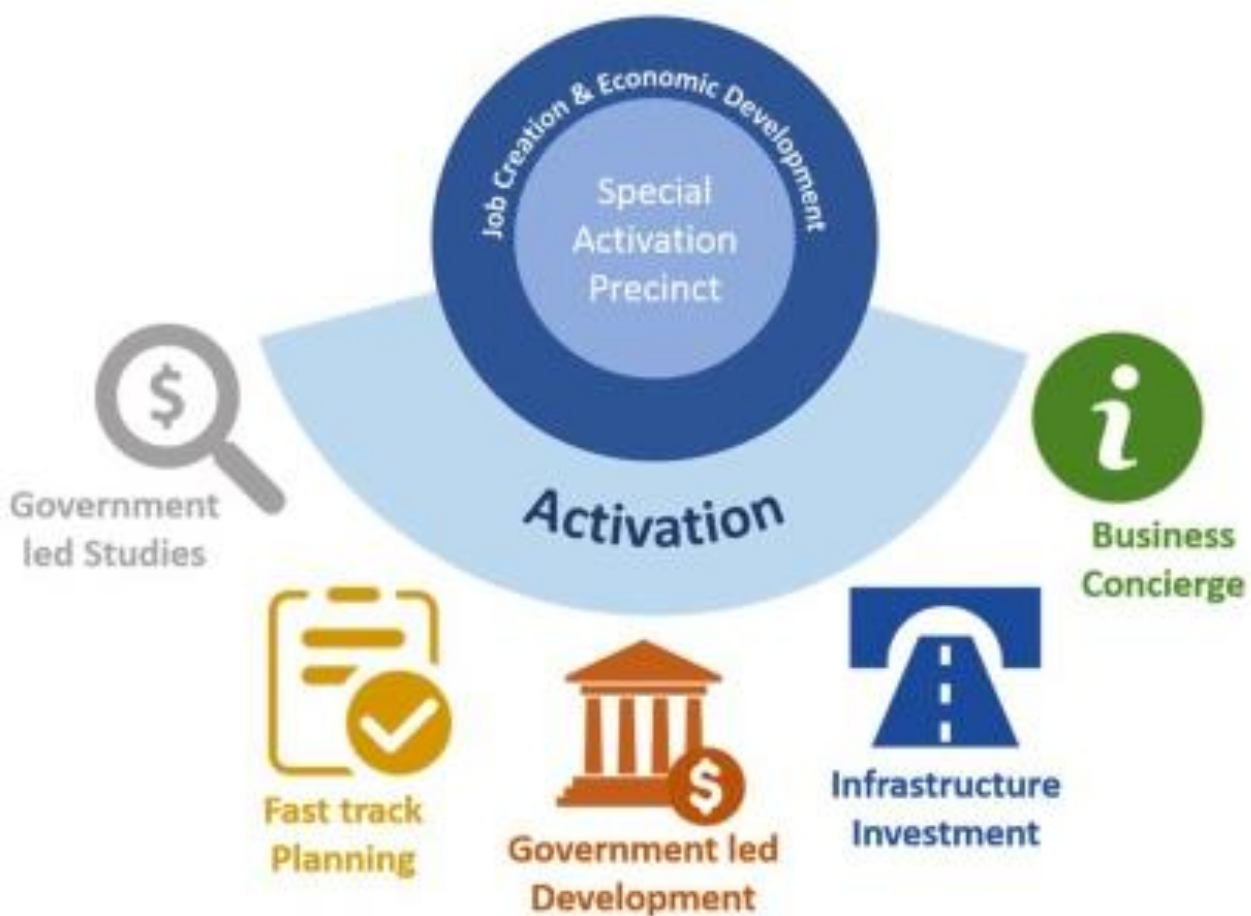 Job Creation & Economic Development
Special
Activation
Precinct
Activation
$
Government
led Studies
Fast track
Planning
$
Government led
Development
Infrastructure
Investment
i
Business
Concierge